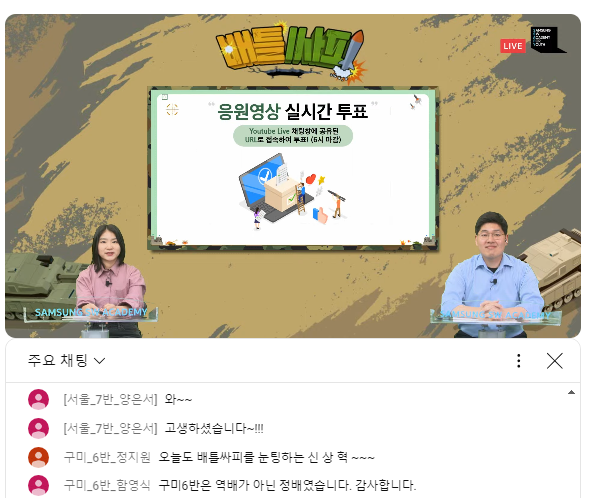 배틀싸피
LIVE
SAMSUNG
SW
ACADEMY
FOR
YOUTH
" 응원영상 실시간 투표 "
Youtube Live 채팅창에 공유된
URL로 접속하여 투표! (6시 마감)
SAMSUNG SW ACADEMY
SAMSUNG SW ACADEMY
주요 채팅
[서울_7반_양은서] 와~~
[서울_7반_양은서] 고생하셨습니다~!!!
구미_6반_정지원 오늘도 배틀싸피를 눈팅하는 신 상 혁 ~~~
구미_6반_함영식 구미6반은 역배가 아닌 정배였습니다. 감사합니다.